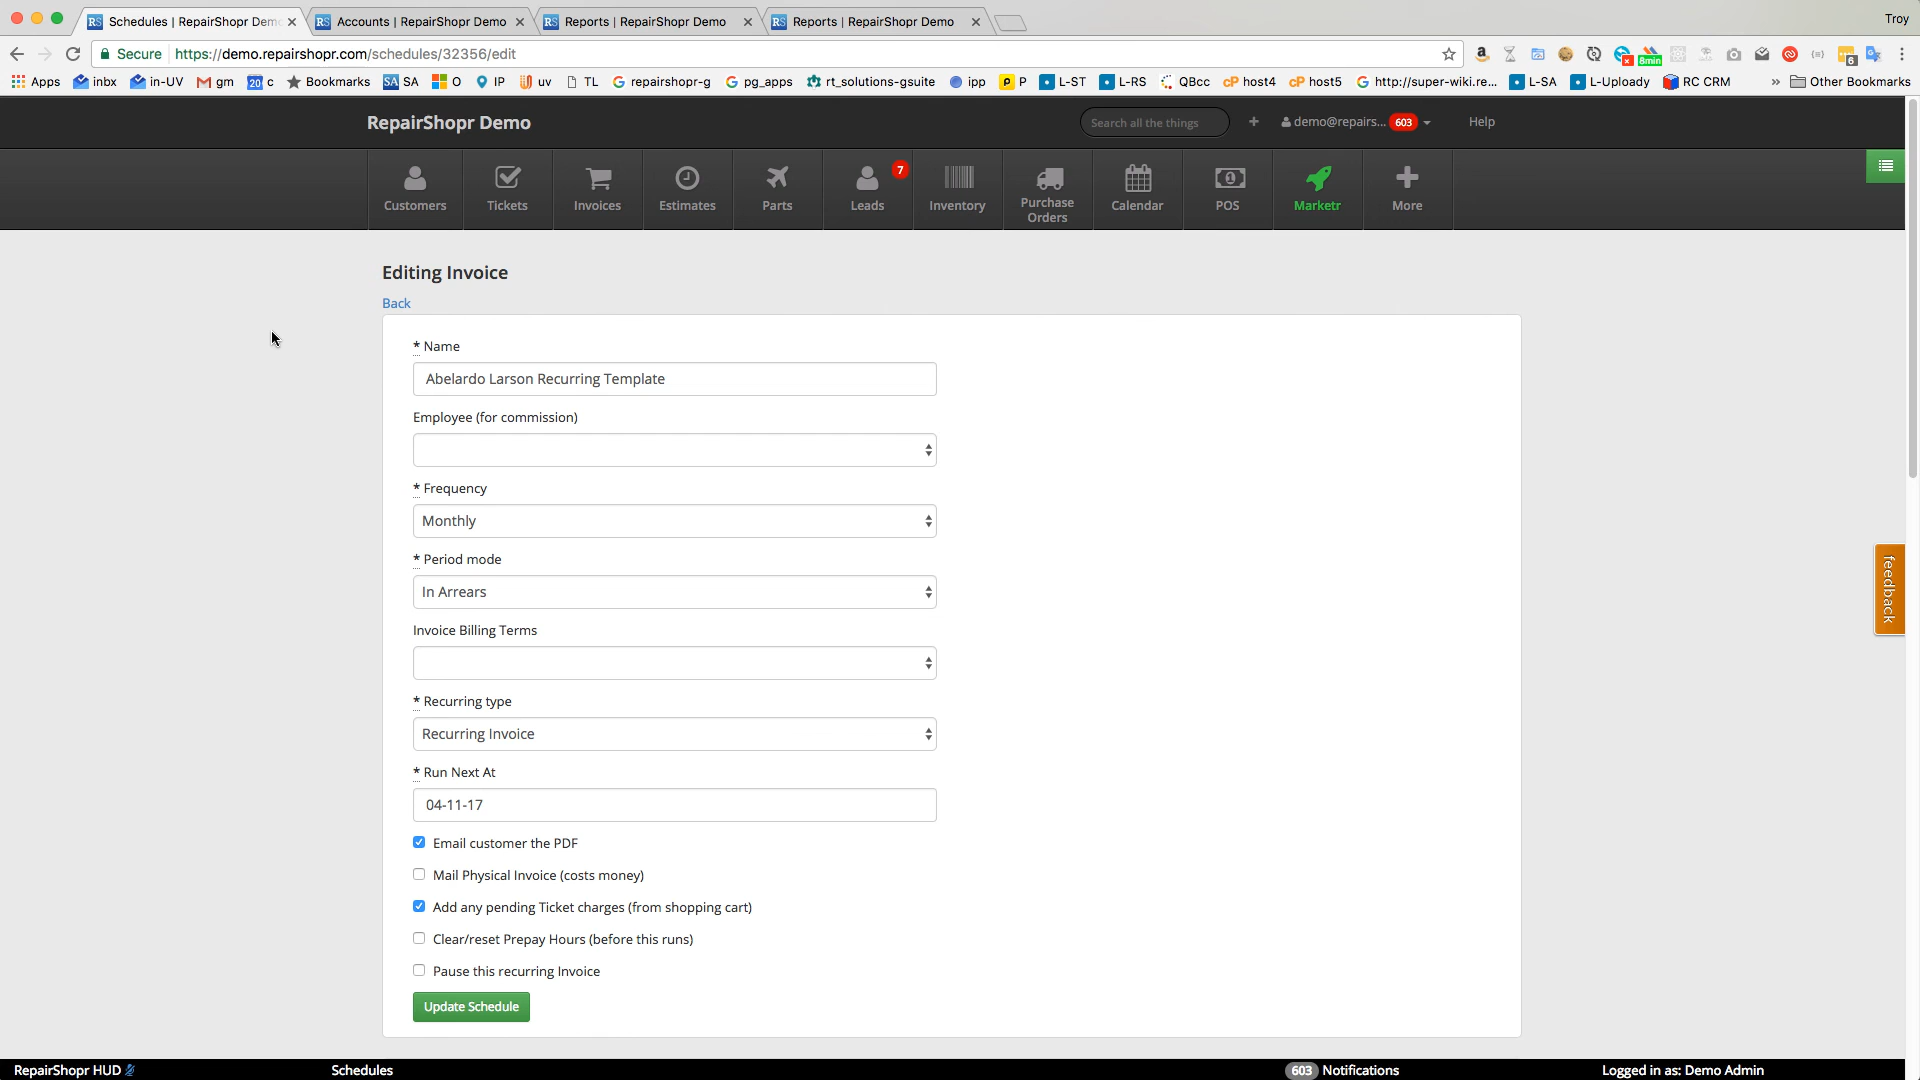 Schedules | RepairShopr Dem
Accounts | RepairShopr Demo
Reports | RepairShopr Demo
Reports | RepairShopr Demo
Troy
Secure
https://demo.repairshopr.com/schedules/32356/edit
8min
6
Apps
inbx
in-UV
gm
20 c
Bookmarks
SA SA
O
IP
uv
TL
repairshopr-g
pg_apps
rt_solutions-gsuite
ipp
P
L-ST
L-RS
QBcc
cP host4
cP host5
http://super-wiki.re...
L-SA
L-Uploady
RC CRM
»
Other Bookmarks
RepairShopr Demo
Search all the things
demo@repairs... 603
Help
Customers
Tickets
Invoices
Estimates
Parts
7
Leads
Inventory
Purchase
Orders
Calendar
POS
Marketr
More
Editing Invoice
Back
* Name
Abelardo Larson Recurring Template
Employee (for commission)
* Frequency
Monthly
* Period mode
In Arrears
Invoice Billing Terms
* Recurring type
Recurring Invoice
* Run Next At
04-11-17
Email customer the PDF
Mail Physical Invoice (costs money)
Add any pending Ticket charges (from shopping cart)
Clear/reset Prepay Hours (before this runs)
Pause this recurring Invoice
Update Schedule
feedback
RepairShopr HUD
Schedules
603 Notifications
Logged in as: Demo Admin